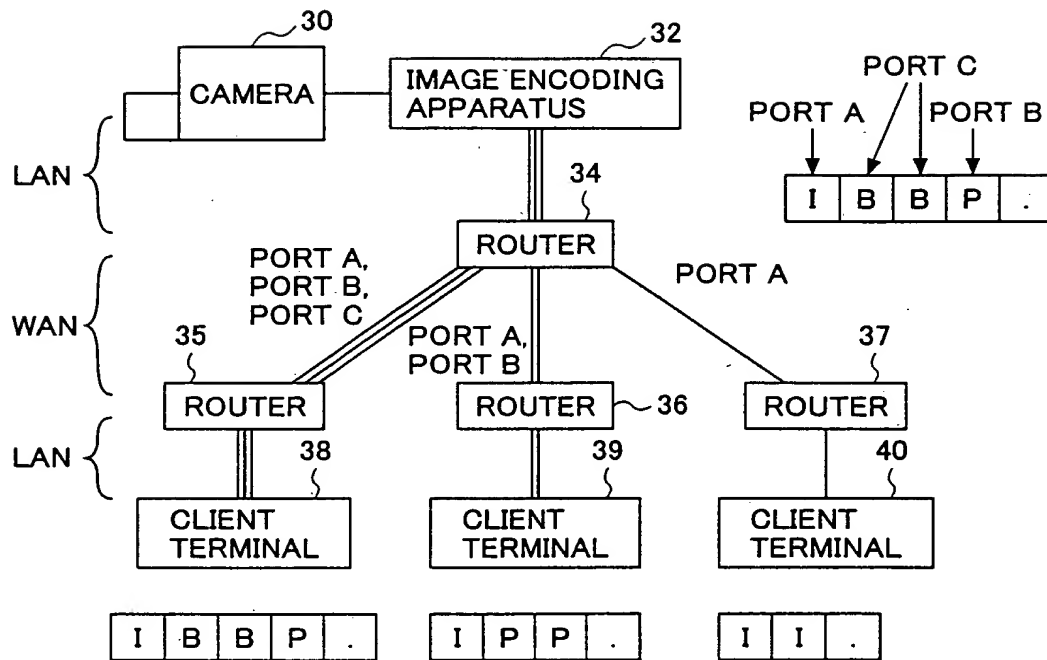 30
32
CAMERA
IMAGE ENCODING
APPARATUS
PORT C
PORT A
PORT B
LAN
34
I B B P .
ROUTER
PORT A,
PORT B,
PORT C
PORT A
WAN
PORT A,
PORT B
35
37
ROUTER
ROUTER
36
ROUTER
LAN
38
39
40
CLIENT
TERMINAL
CLIENT
TERMINAL
CLIENT
TERMINAL
I B B P .
I P P .
I I .